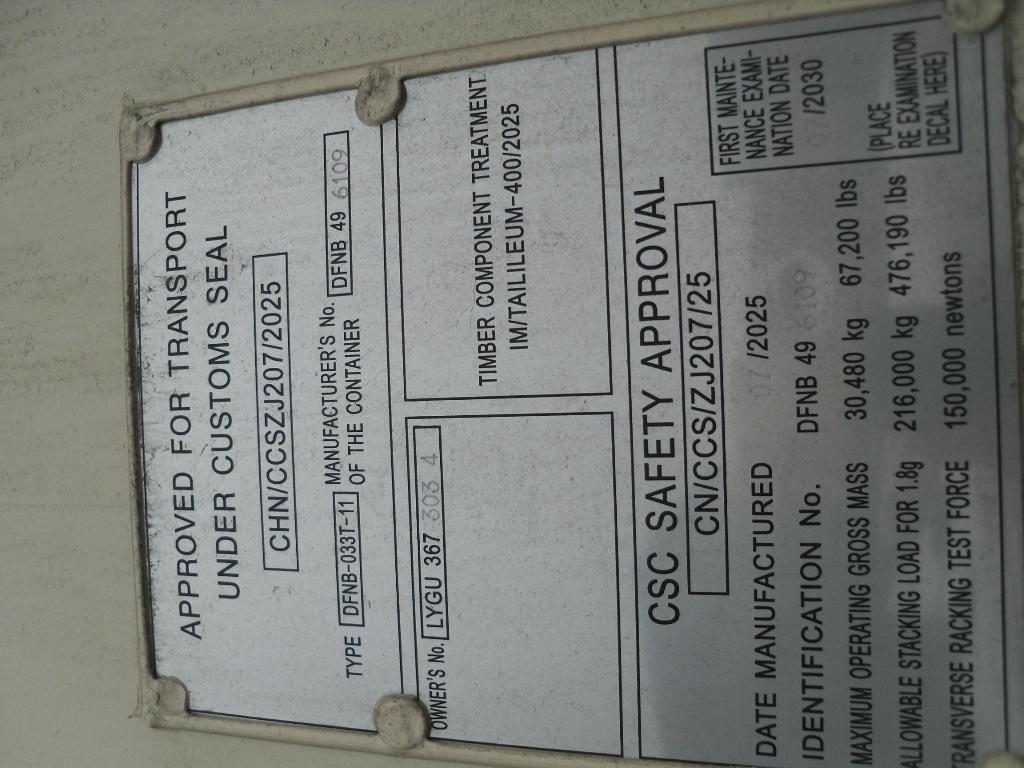 APPROVED FOR TRANSPORT
UNDER CUSTOMS SEAL
CHN/CCSZJ207/2025
TYPE DFNB-033T-11 MANUFACTURER'S No.
OF THE CONTAINER DFNB 49 6109
OWNER'S No. LYGU 367 303 4
TIMBER COMPONENT TREATMENT
IM/TAILILEUM-400/2025
CSC SAFETY APPROVAL
CN/CCS/ZJ207/25
DATE MANUFACTURED 07 /2025
IDENTIFICATION No. DFNB 49 6109
MAXIMUM OPERATING GROSS MASS 30,480 kg 67,200 lbs
ALLOWABLE STACKING LOAD FOR 1.8g 216,000 kg 476,190 lbs
TRANSVERSE RACKING TEST FORCE 150,000 newtons
FIRST MAINTE-
NANCE EXAMI-
NATION DATE
07 /2030
(PLACE
RE EXAMINATION
DECAL HERE)